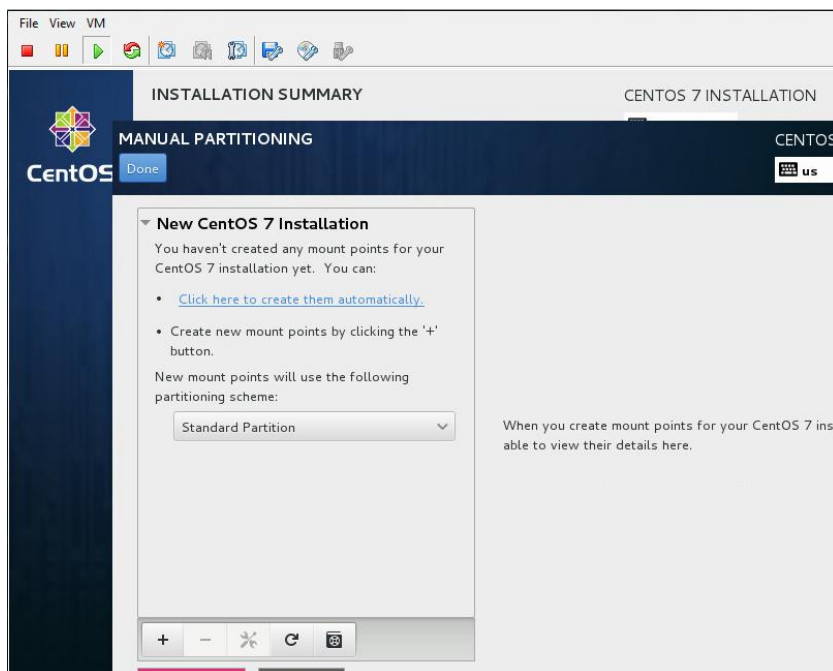 File View VM
INSTALLATION SUMMARY
CENTOS 7 INSTALLATION
CentOS
MANUAL PARTITIONING
CENTOS
Done
us
New CentOS 7 Installation
You haven't created any mount points for your
CentOS 7 installation yet. You can:
• Click here to create them automatically.
• Create new mount points by clicking the '+'
button.
New mount points will use the following
partitioning scheme:
Standard Partition
When you create mount points for your CentOS 7 ins
able to view their details here.